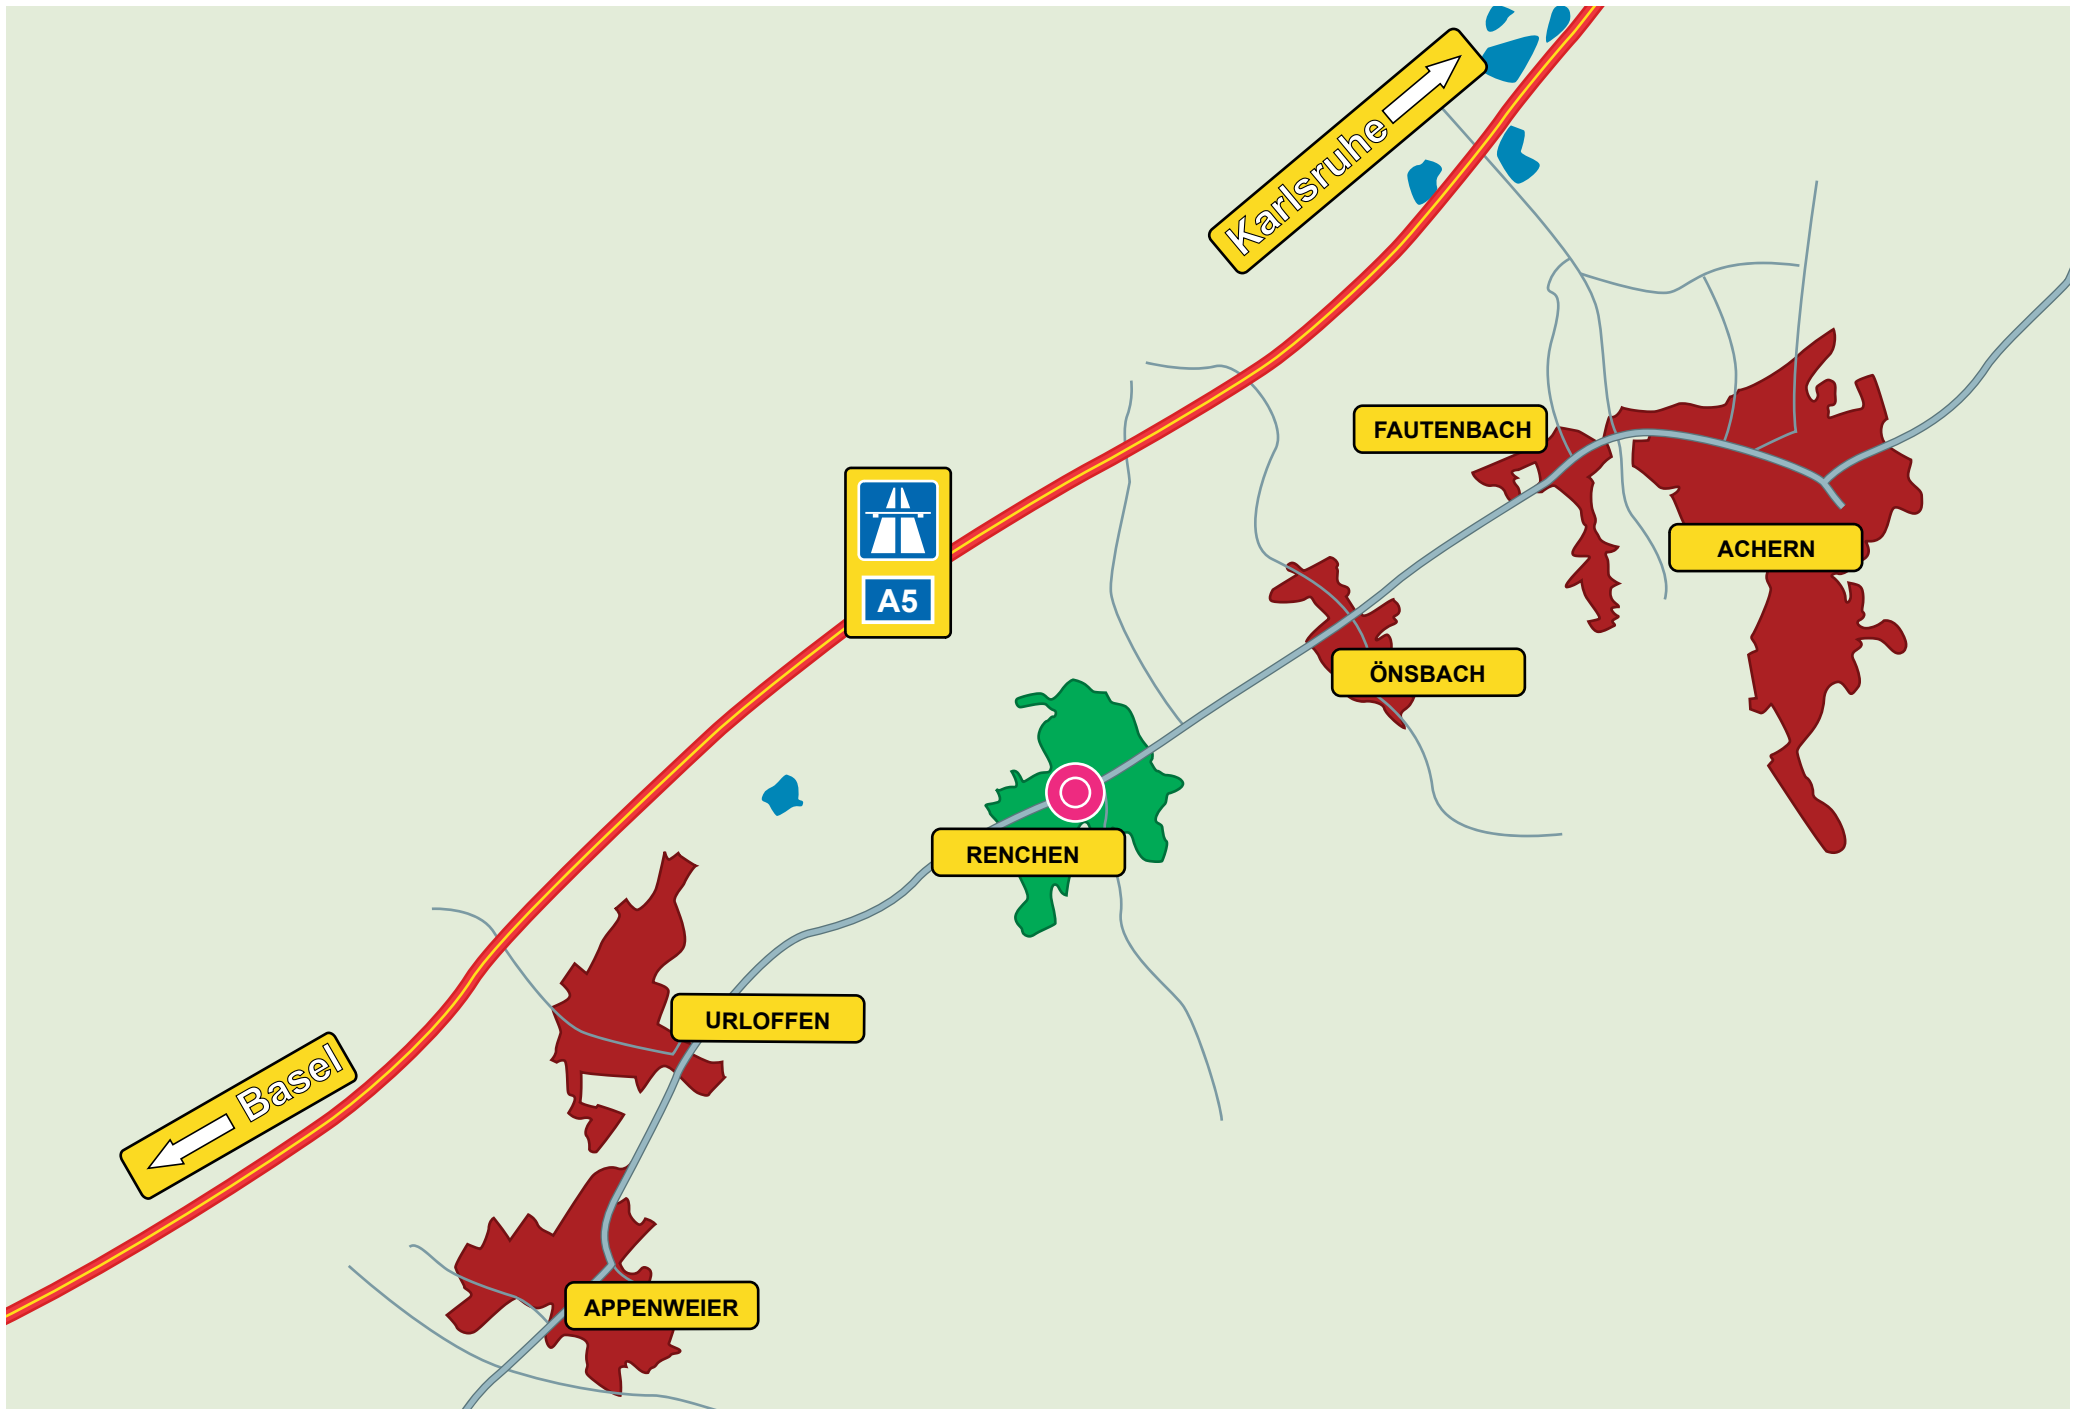 Karlsruhe
FAUTENBACH
A5
ACHERN
ÖNSBACH
RENCHEN
URLOFFEN
Basel
APPENWEIER